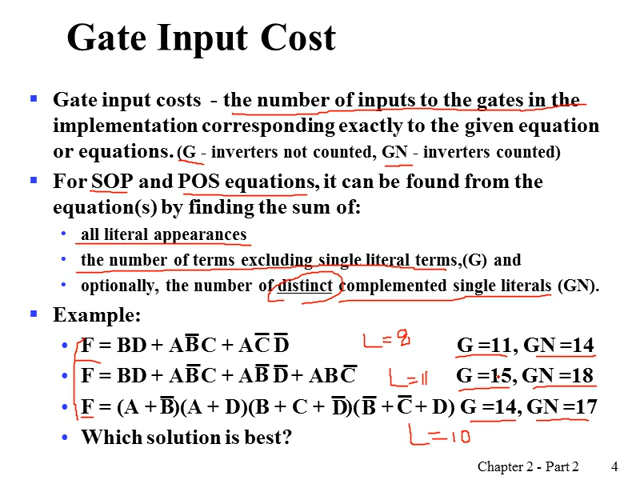 Gate Input Cost
▪ Gate input costs - the number of inputs to the gates in the
implementation corresponding exactly to the given equation
or equations. (G - inverters not counted, GN - inverters counted)
▪ For SOP and POS equations, it can be found from the
equation(s) by finding the sum of:
• all literal appearances
• the number of terms excluding single literal terms,(G) and
• optionally, the number of distinct complemented single literals (GN).
▪ Example:
• F = BD + AB̅C + AC̅D̅ L=8 G =11, GN =14
• F = BD + AB̅C + AB̅D̅ + ABC̅ L=11 G =15, GN =18
• F = (A + B̅)(A + D)(B + C + D̅)(B̅ + C̅ + D) G =14, GN =17
• Which solution is best? L=10
Chapter 2 - Part 2 4